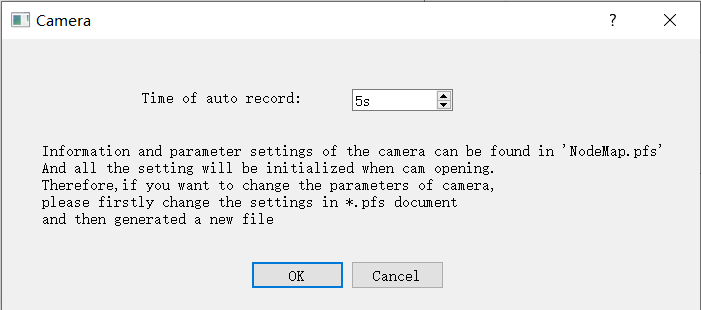 Camera
Time of auto record:
5s
Information and parameter settings of the camera can be found in 'NodeMap.pfs'
And all the setting will be initialized when cam opening.
Therefore,if you want to change the parameters of camera,
please firstly change the settings in *.pfs document
and then generated a new file
OK
Cancel